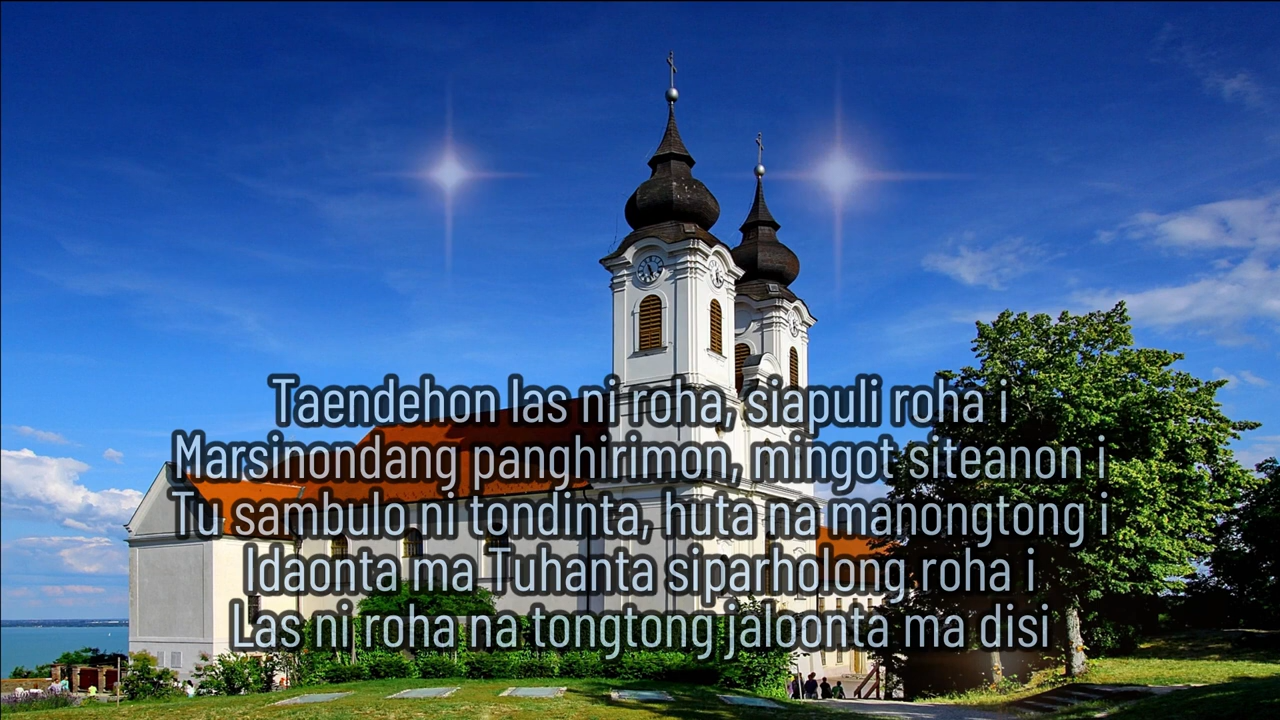 Taendehon las ni roha, siapuli roha i
Marsinondang panghirimon, mingot siteanon i
Tu sambulo ni tondinta, huta na manongtong i
Idaonta ma Tuhanta siparholong roha i
Las ni roha na tongtong jaloonta ma disi